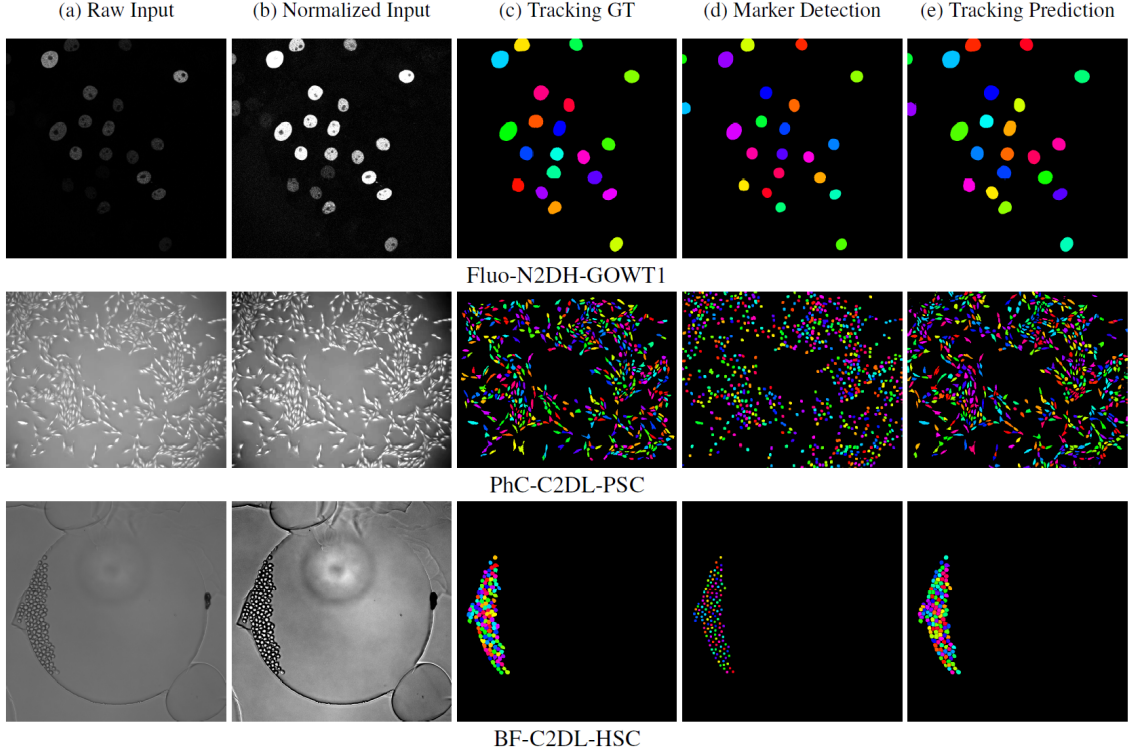 (a) Raw Input (b) Normalized Input (c) Tracking GT (d) Marker Detection (e) Tracking Prediction
Fluo-N2DH-GOWT1
PhC-C2DL-PSC
BF-C2DL-HSC